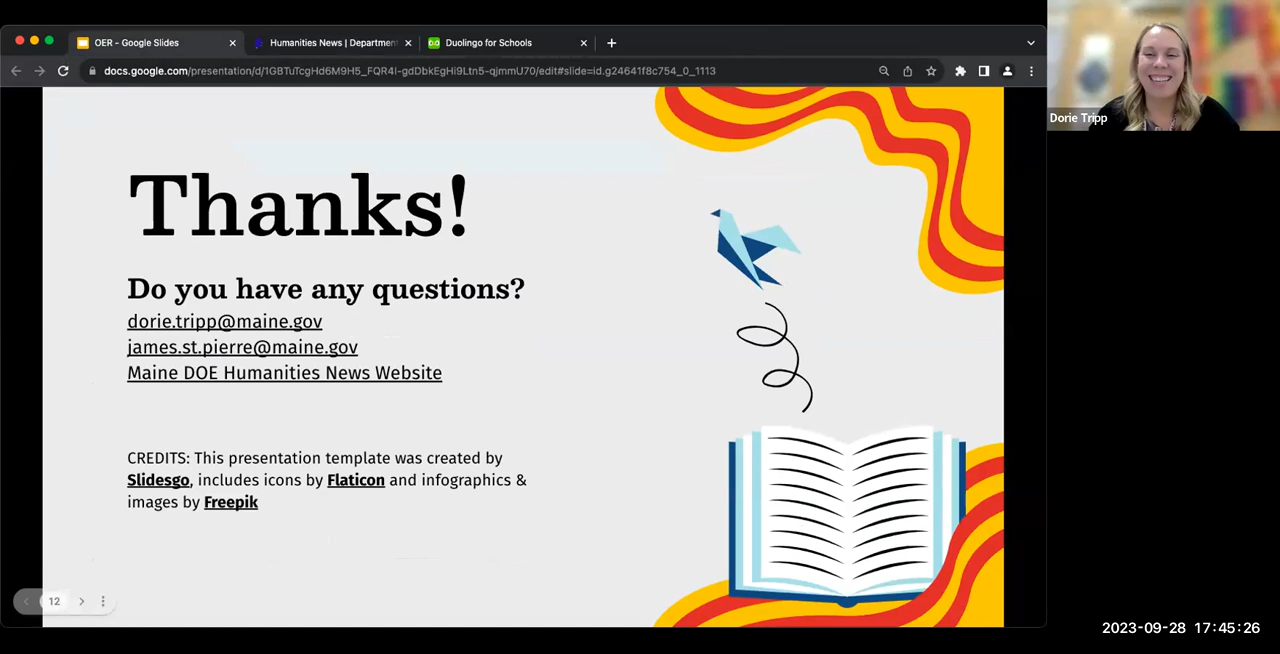 OER - Google Slides
Humanities News | Department
Duolingo for Schools
docs.google.com/presentation/d/1GBTuTcgHd6M9H5_FQR4I-gdDbkEgHi9Ltn5-qjmmU70/edit#slide=id.g24641f8c754_0_1113
Dorie Tripp
Thanks!
Do you have any questions?
dorie.tripp@maine.gov
james.st.pierre@maine.gov
Maine DOE Humanities News Website
CREDITS: This presentation template was created by
Slidesgo, includes icons by Flaticon and infographics &
images by Freepik
12
2023-09-28 17:45:26